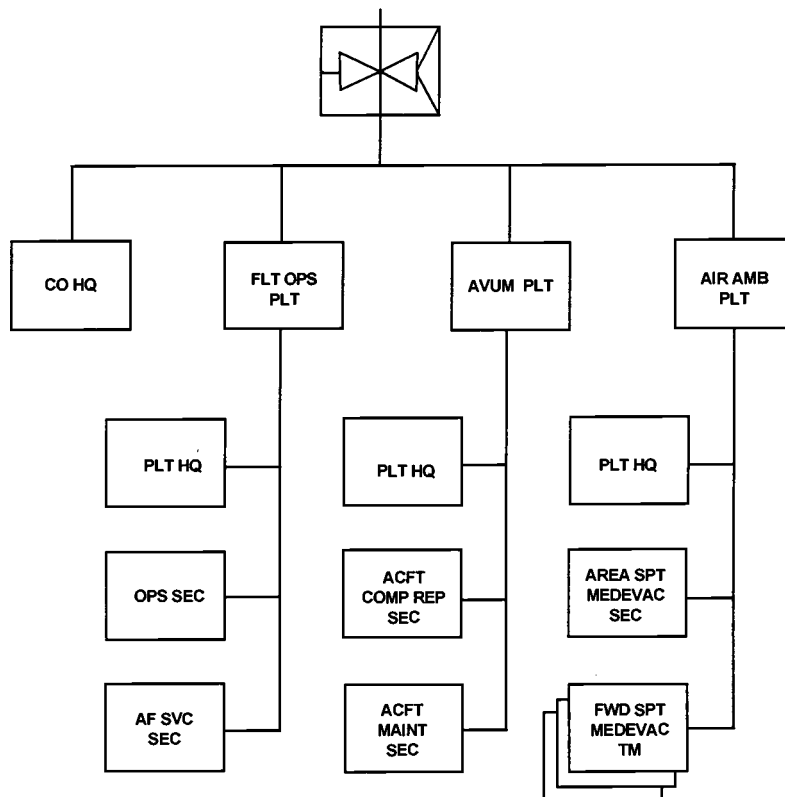 CO HQ
FLT OPS
PLT
AVUM PLT
AIR AMB
PLT
PLT HQ
PLT HQ
PLT HQ
OPS SEC
ACFT
COMP REP
SEC
AREA SPT
MEDEVAC
SEC
AF SVC
SEC
ACFT
MAINT
SEC
FWD SPT
MEDEVAC
TM